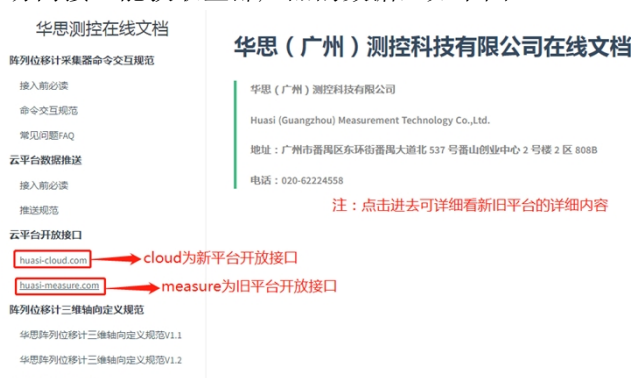 华思测控在线文档
阵列位移计采集器命令交互规范
接入前必读
命令交互规范
常见问题FAQ
云平台数据推送
接入前必读
推送规范
云平台开放接口
huasi-cloud.com
huasi-measure.com
阵列位移计三维轴向定义规范
华思阵列位移计三维轴向定义规范V1.1
华思阵列位移计三维轴向定义规范V1.2
华思（广州）测控科技有限公司在线文档
华思（广州）测控科技有限公司
Huasi (Guangzhou) Measurement Technology Co.,Ltd.
地址：广州市番禺区东环街番禺大道北 537 号番山创业中心 2 号楼 2 区 808B
电话：020-62224558
注：点击进去可详细看新旧平台的详细内容
cloud为新平台开放接口
measure为旧平台开放接口